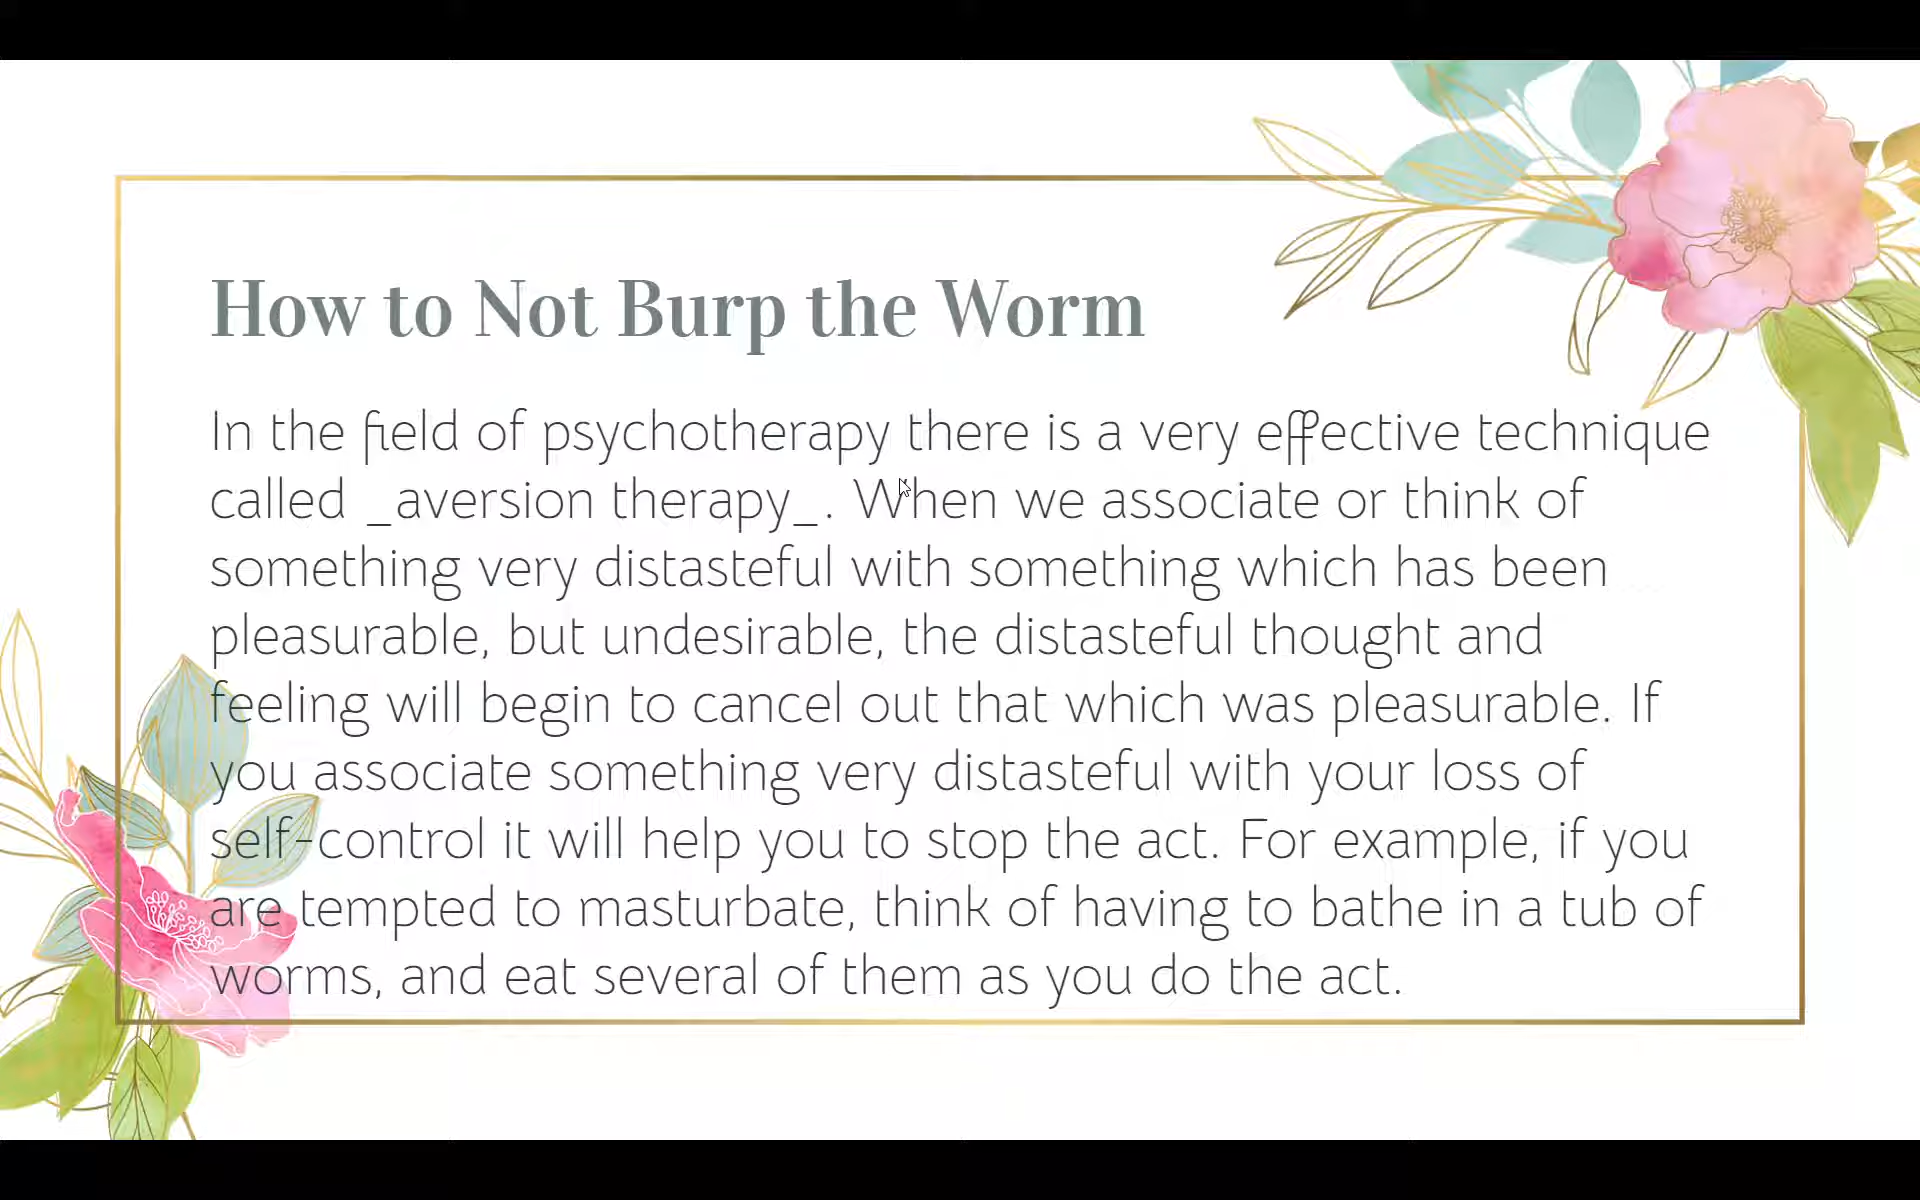 How to Not Burp the Worm
In the field of psychotherapy there is a very effective technique
called _aversion therapy_. When we associate or think of
something very distasteful with something which has been
pleasurable, but undesirable, the distasteful thought and
feeling will begin to cancel out that which was pleasurable. If
you associate something very distasteful with your loss of
self-control it will help you to stop the act. For example, if you
are tempted to masturbate, think of having to bathe in a tub of
worms, and eat several of them as you do the act.